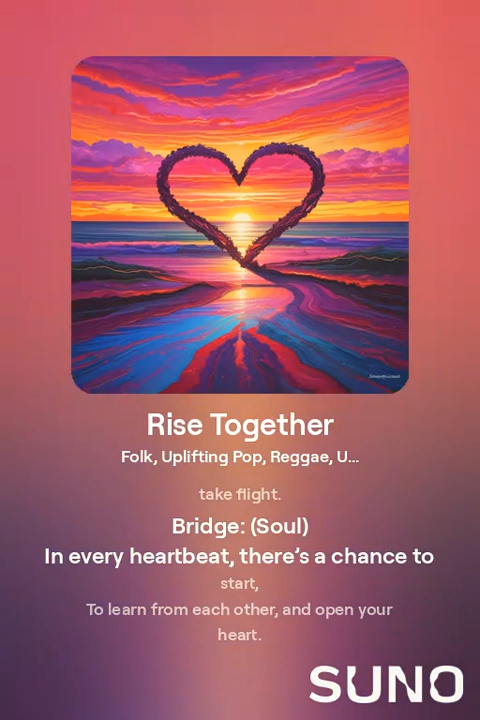 Rise Together
Folk, Uplifting Pop, Reggae, U...
take flight.
Bridge: (Soul)
In every heartbeat, there's a chance to
start,
To learn from each other, and open your
heart.
SUNO